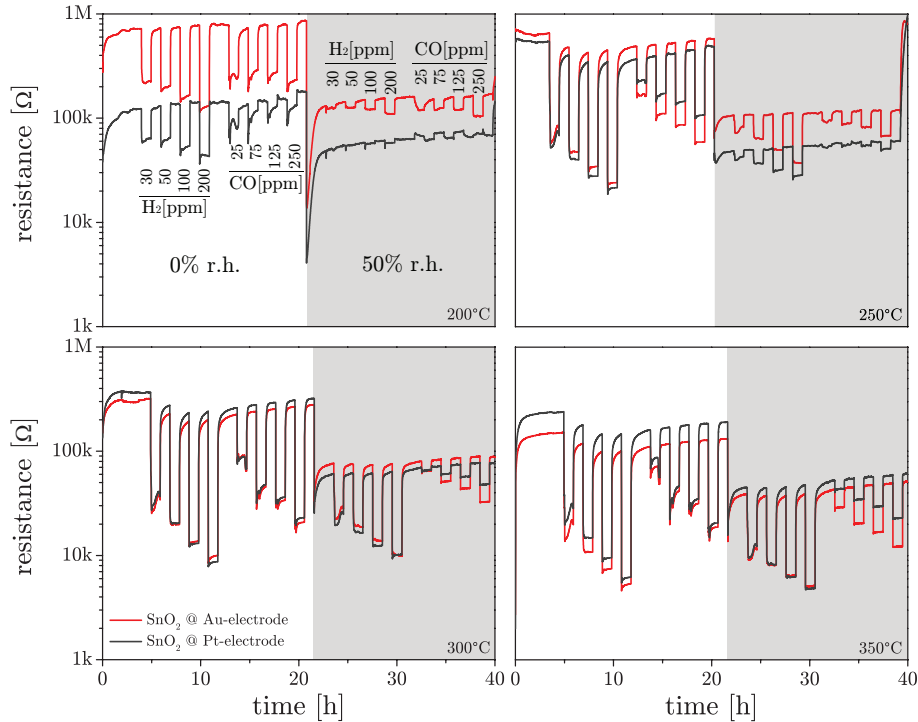 1M
100k
10k
1k
resistance [Ω]
H2[ppm]
30 50 100 200
CO[ppm]
25 75 125 250
30 50 100 200
H2[ppm]
25 75 125 250
CO[ppm]
0% r.h.
50% r.h.
200°C
250°C
1M
100k
10k
1k
resistance [Ω]
SnO2 @ Au-electrode
SnO2 @ Pt-electrode
300°C
350°C
0 10 20 30 40
0 10 20 30 40
time [h]
time [h]